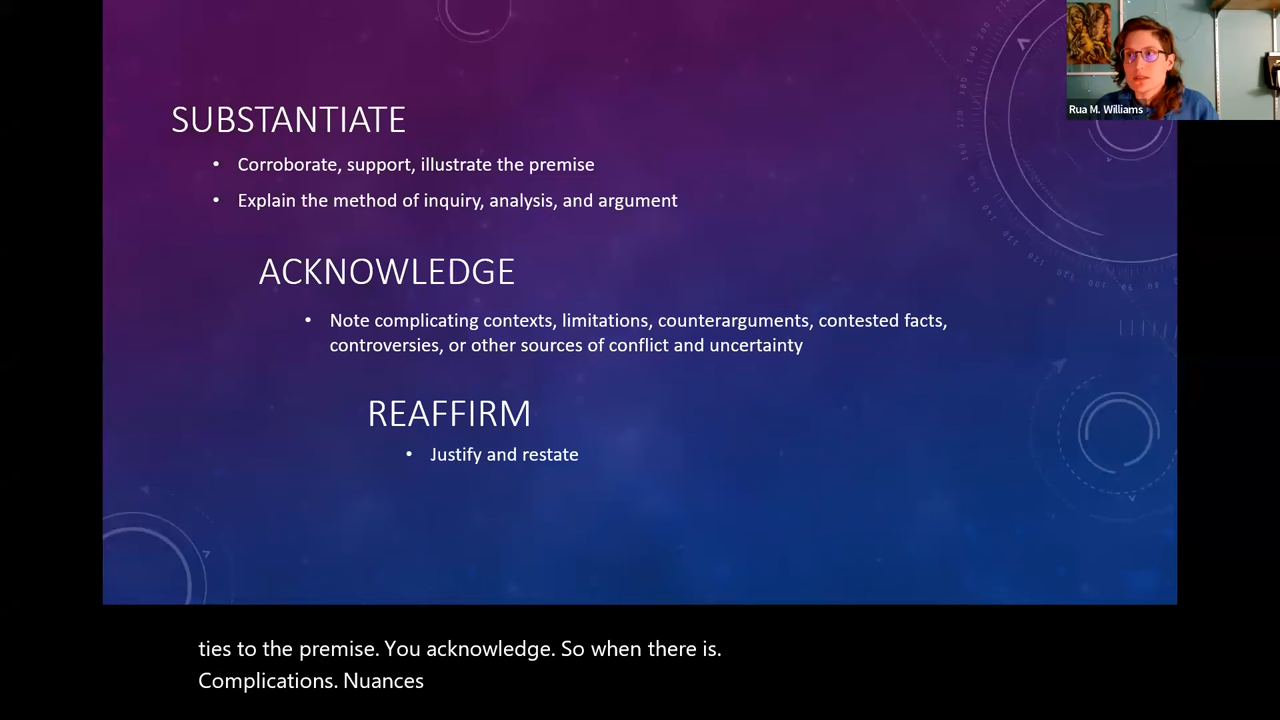 Rua M. Williams
SUBSTANTIATE
• Corroborate, support, illustrate the premise
• Explain the method of inquiry, analysis, and argument
ACKNOWLEDGE
• Note complicating contexts, limitations, counterarguments, contested facts,
controversies, or other sources of conflict and uncertainty
REAFFIRM
• Justify and restate
ties to the premise. You acknowledge. So when there is.
Complications. Nuances